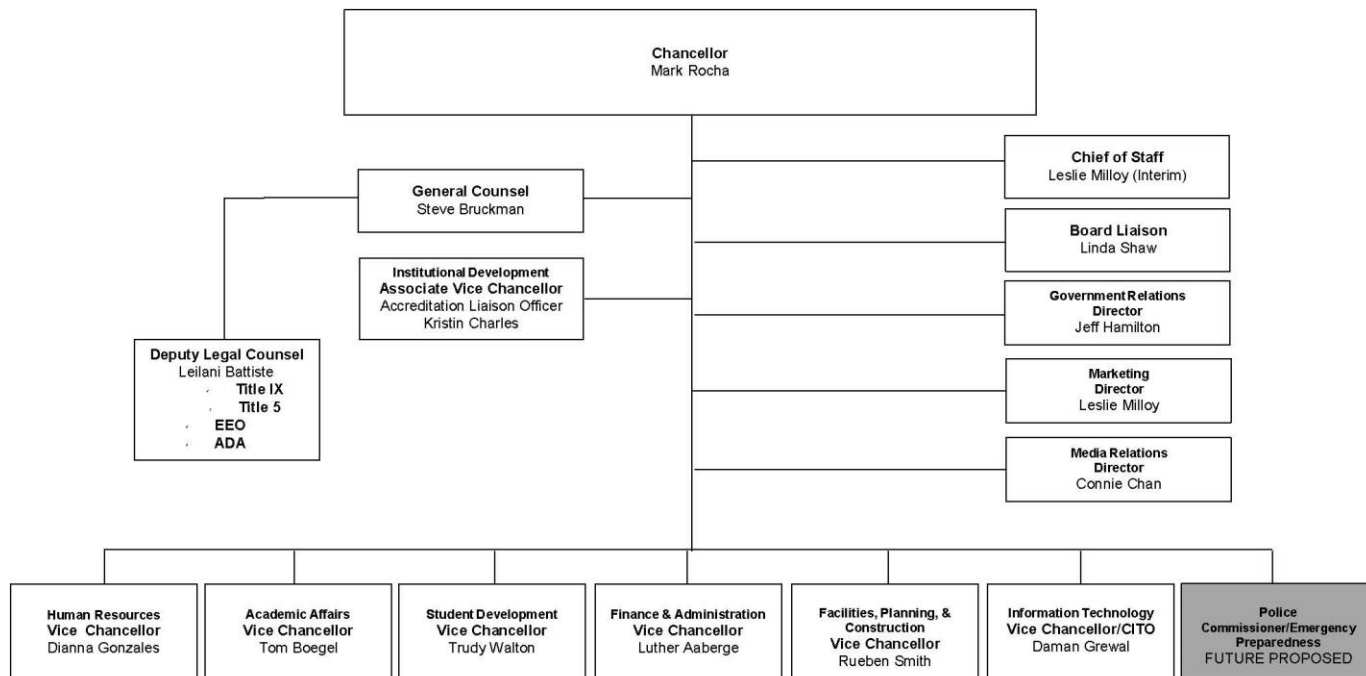 Chancellor
Mark Rocha
Chief of Staff
Leslie Milloy (Interim)
General Counsel
Steve Bruckman
Board Liaison
Linda Shaw
Institutional Development
Associate Vice Chancellor
Accreditation Liaison Officer
Kristin Charles
Government Relations
Director
Jeff Hamilton
Deputy Legal Counsel
Leilani Battiste
Title IX
Title 5
EEO
ADA
Marketing
Director
Leslie Milloy
Media Relations
Director
Connie Chan
Human Resources
Vice Chancellor
Dianna Gonzales
Academic Affairs
Vice Chancellor
Tom Boegel
Student Development
Vice Chancellor
Trudy Walton
Finance & Administration
Vice Chancellor
Luther Aaberge
Facilities, Planning, &
Construction
Vice Chancellor
Rueben Smith
Information Technology
Vice Chancellor/CITO
Daman Grewal
Police
Commissioner/Emergency
Preparedness
FUTURE PROPOSED